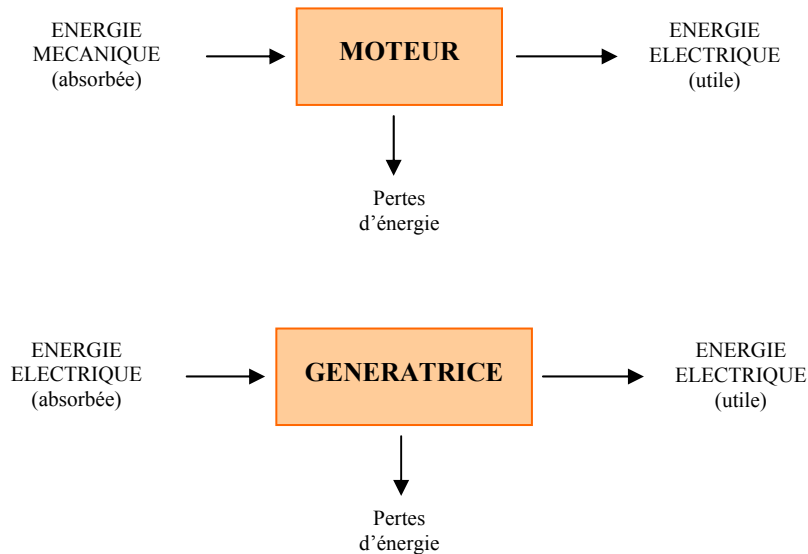 ENERGIE
MECANIQUE
(absorbée)
MOTEUR
ENERGIE
ELECTRIQUE
(utile)
Pertes
d’énergie
ENERGIE
ELECTRIQUE
(absorbée)
GENERATRICE
ENERGIE
ELECTRIQUE
(utile)
Pertes
d’énergie